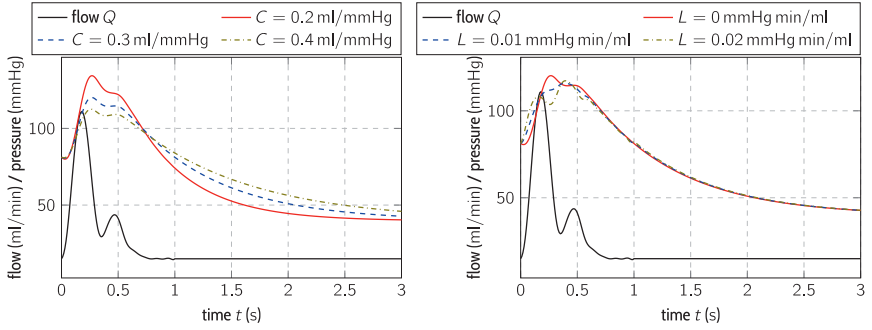 flow Q
C = 0.2 ml/mmHg
C = 0.3 ml/mmHg
C = 0.4 ml/mmHg
flow (ml/min) / pressure (mmHg)
100
50
0
0.5
1
1.5
2
2.5
3
time t (s)
flow Q
L = 0 mmHg min/ml
L = 0.01 mmHg min/ml
L = 0.02 mmHg min/ml
flow (ml/min) / pressure (mmHg)
100
50
0
0.5
1
1.5
2
2.5
3
time t (s)